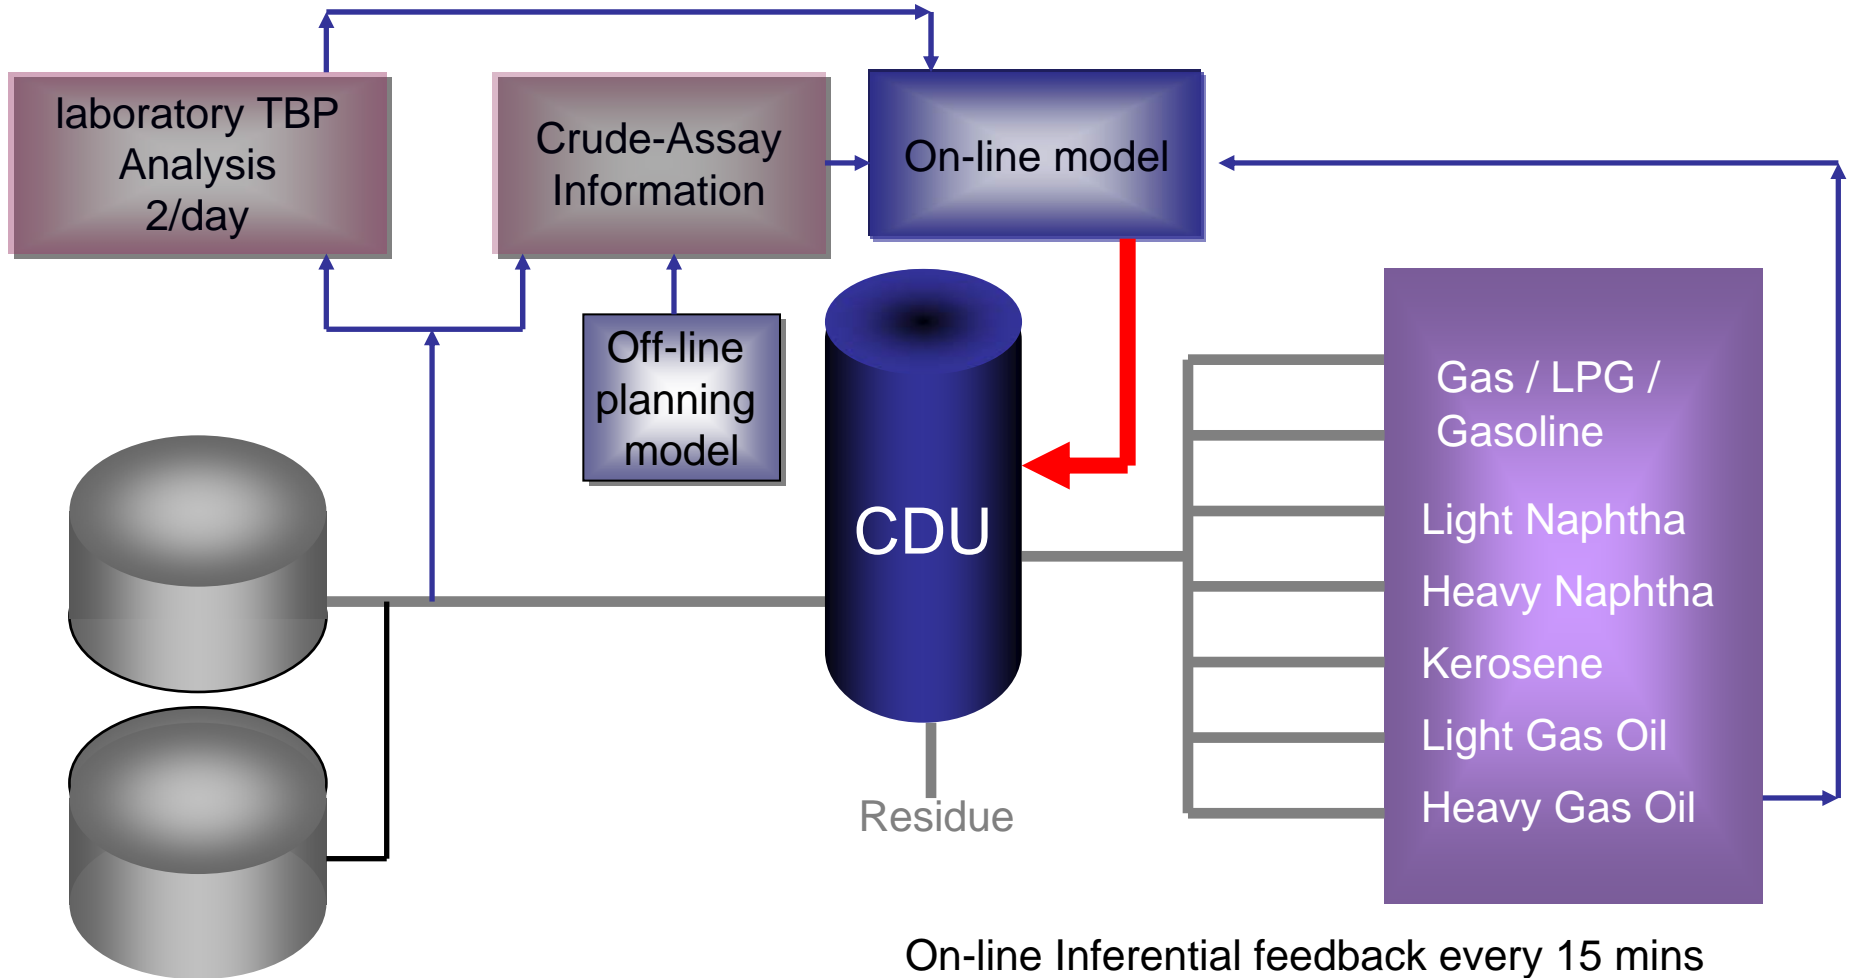 laboratory TBP
Analysis
2/day
Crude-Assay
Information
On-line model
Off-line
planning
model
CDU
Gas / LPG /
Gasoline
Light Naphtha
Heavy Naphtha
Kerosene
Light Gas Oil
Heavy Gas Oil
Residue
On-line Inferential feedback every 15 mins